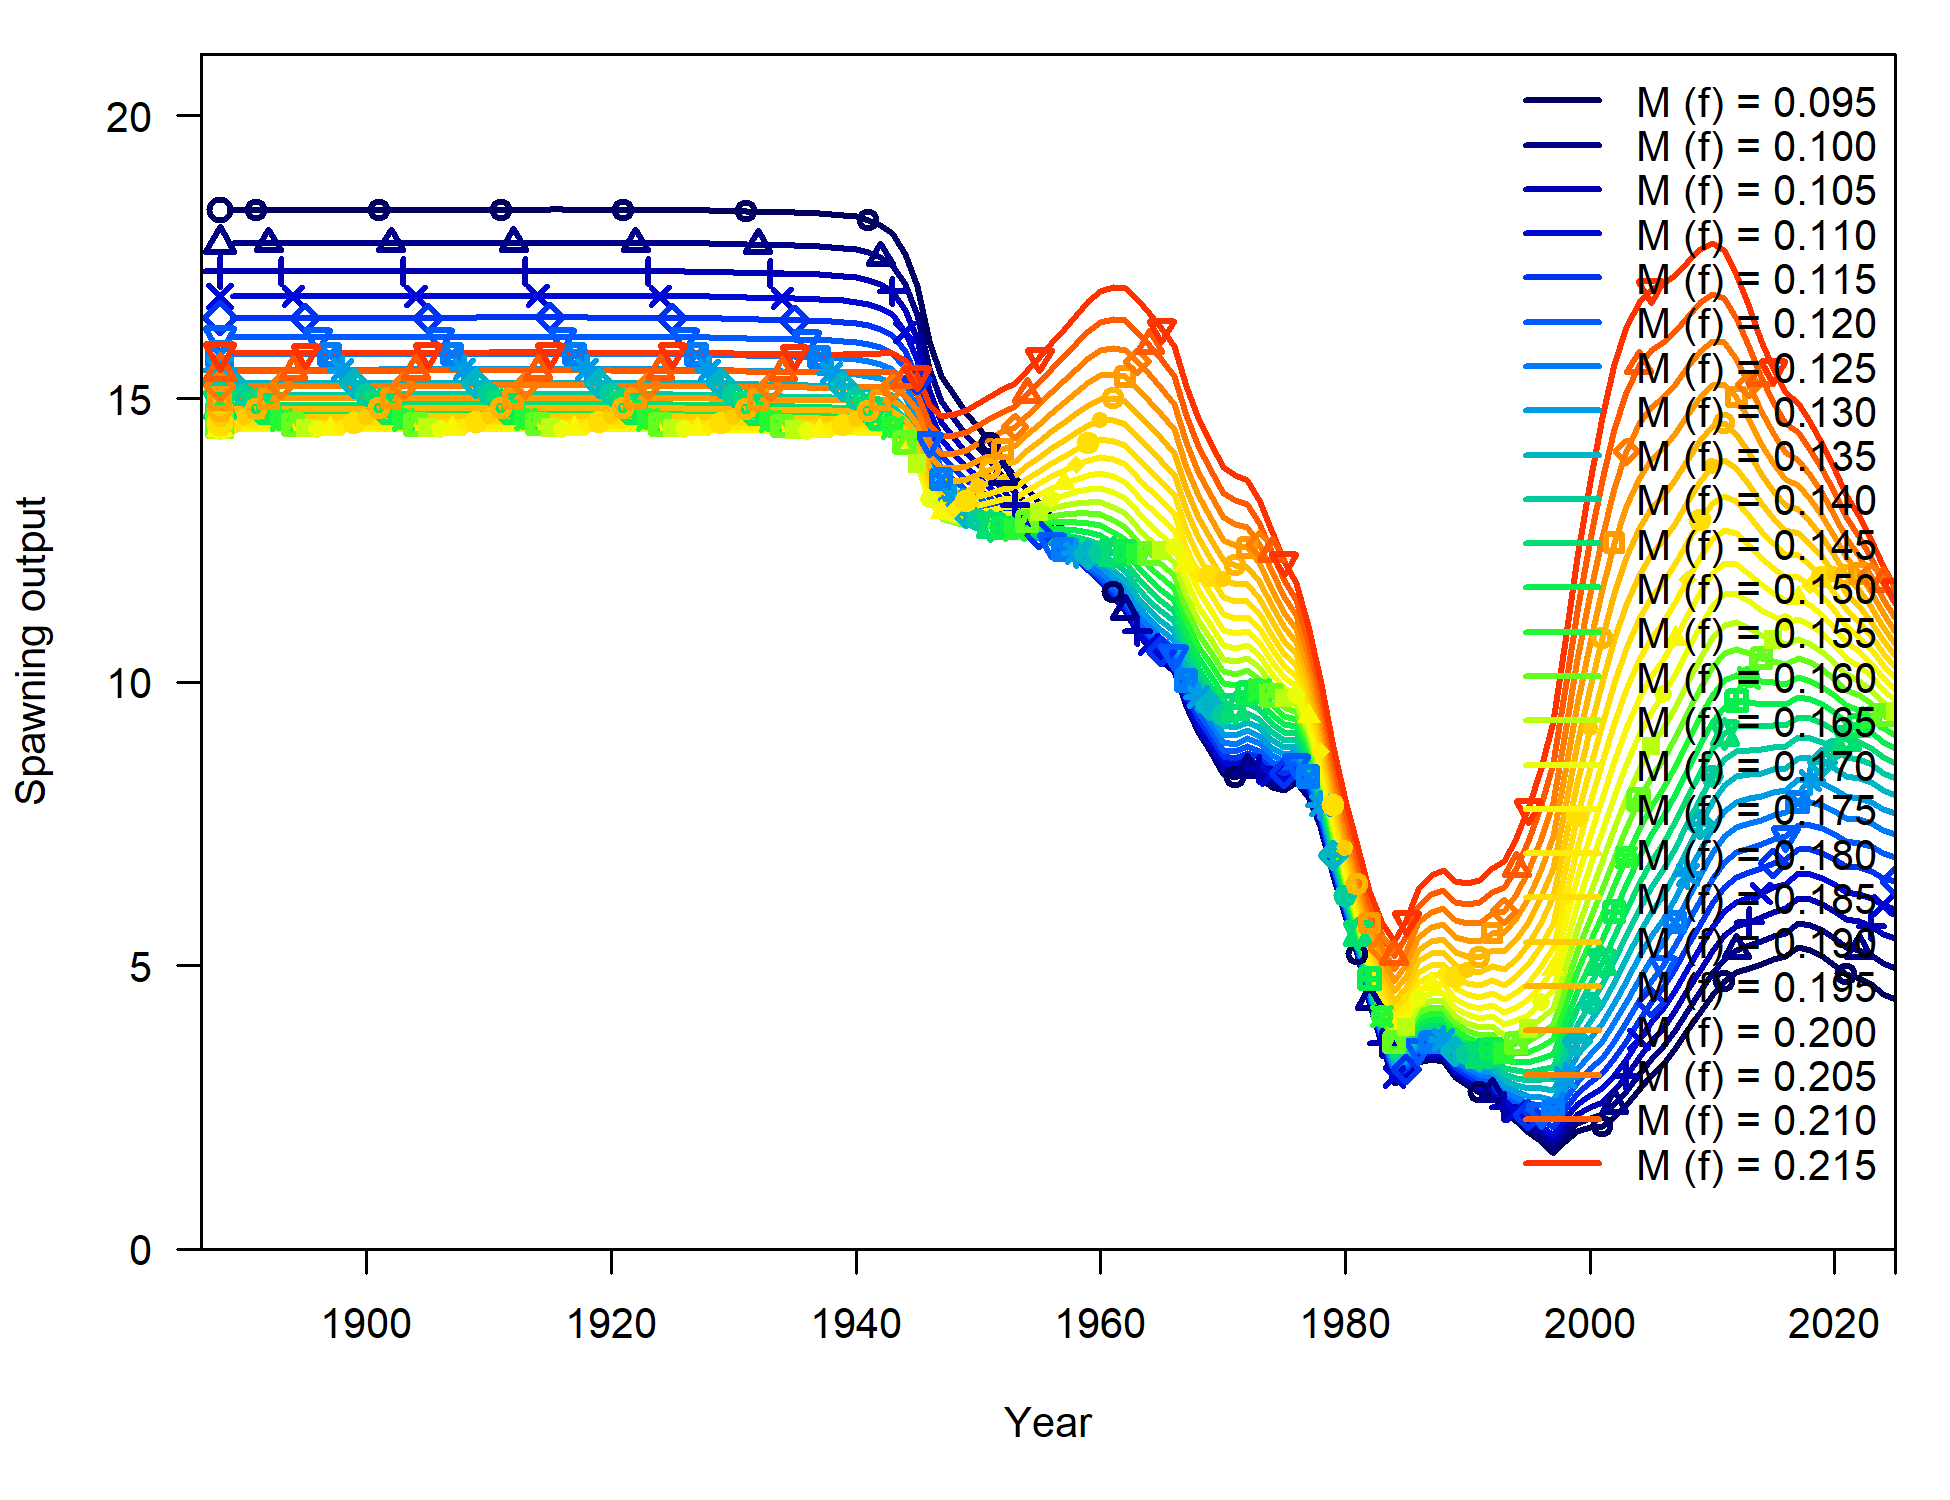 20
15
10
5
0
Spawning output
1900
1920
1940
1960
1980
2000
2020
Year
M (f) = 0.095
M (f) = 0.100
M (f) = 0.105
M (f) = 0.110
M (f) = 0.115
M (f) = 0.120
M (f) = 0.125
M (f) = 0.130
M (f) = 0.135
M (f) = 0.140
M (f) = 0.145
M (f) = 0.150
M (f) = 0.155
M (f) = 0.160
M (f) = 0.165
M (f) = 0.170
M (f) = 0.175
M (f) = 0.180
M (f) = 0.185
M (f) = 0.190
M (f) = 0.195
M (f) = 0.200
M (f) = 0.205
M (f) = 0.210
M (f) = 0.215